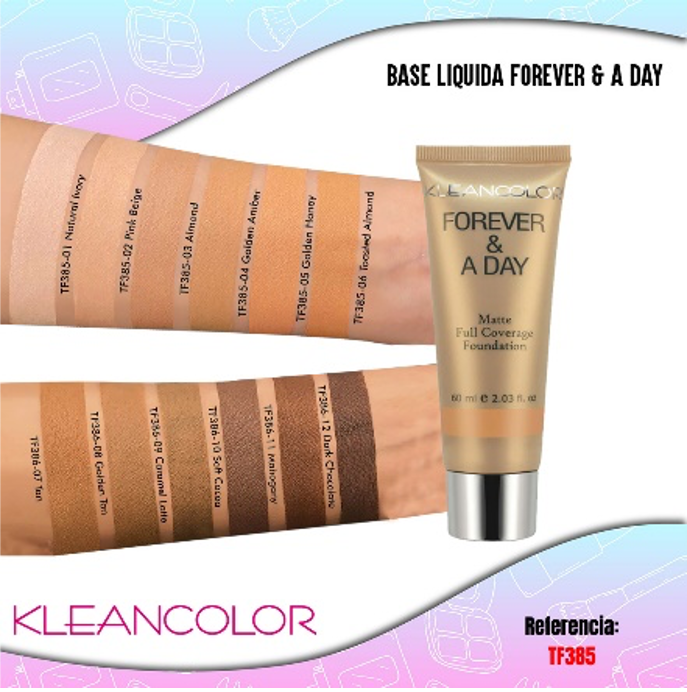 BASE LIQUIDA FOREVER & A DAY
KLEANCOLOR
FOREVER
&
A DAY
Matte
Full Coverage
Foundation
60 ml e 2.03 fl. oz
TF385-01 Natural Ivory
TF385-02 Pink Beige
TF385-03 Almond
TF385-04 Golden Amber
TF385-05 Golden Honey
TF385-06 Toasted Almond
TF386-07 Tan
TF386-08 Golden Tan
TF386-09 Caramel Latte
TF386-10 Soft Cocoa
TF386-11 Mahogany
TF386-12 Dark Chocolate
KLEANCOLOR
Referencia:
TF385